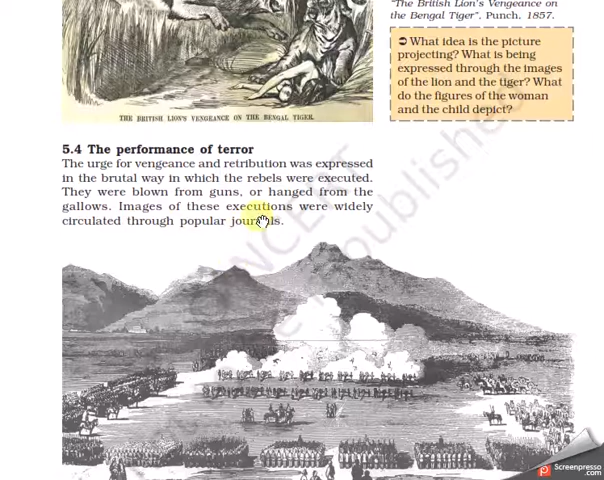 "The British Lion's Vengeance on
the Bengal Tiger", Punch, 1857.
➲ What idea is the picture
projecting? What is being
expressed through the images
of the lion and the tiger? What
do the figures of the woman
and the child depict?
THE BRITISH LION'S VENGEANCE ON THE BENGAL TIGER.
5.4 The performance of terror
The urge for vengeance and retribution was expressed
in the brutal way in which the rebels were executed.
They were blown from guns, or hanged from the
gallows. Images of these executions were widely
circulated through popular journals.
NCERT
republished
Screenpresso
.com